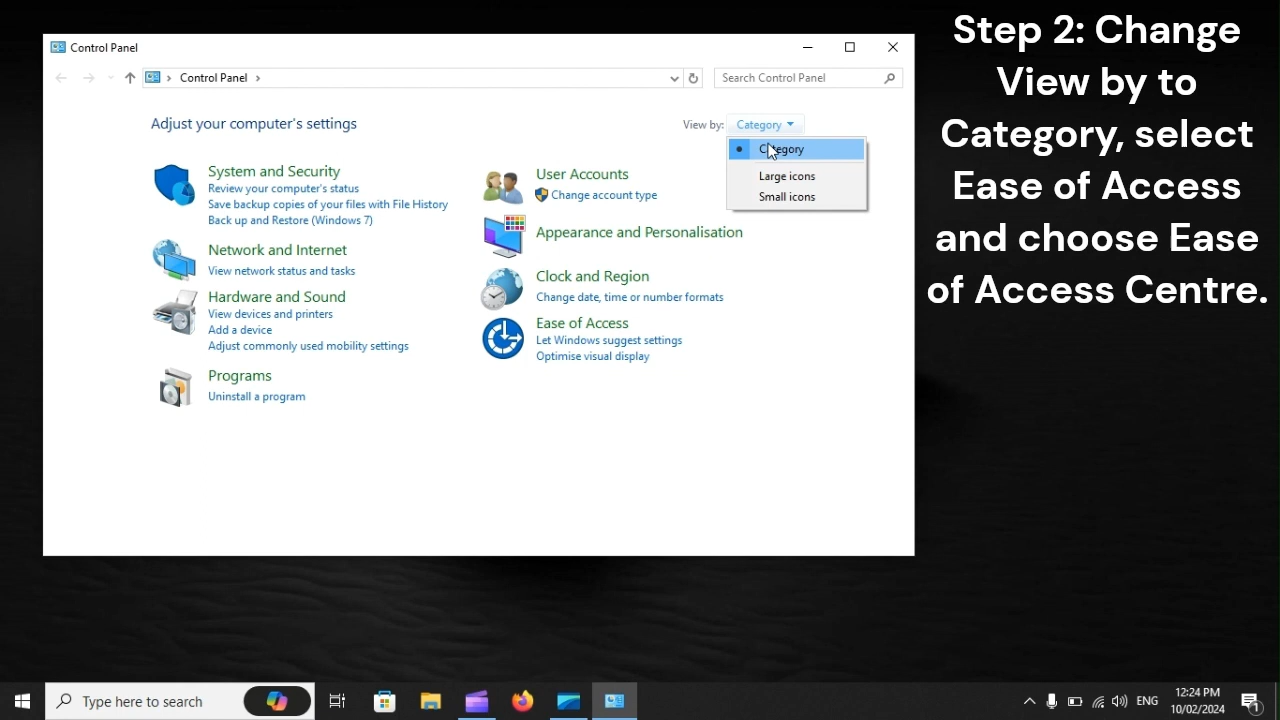 Control Panel
Control Panel
Search Control Panel
Adjust your computer's settings
View by:
Category
Category
Large icons
Small icons
System and Security
Review your computer's status
Save backup copies of your files with File History
Back up and Restore (Windows 7)
Network and Internet
View network status and tasks
Hardware and Sound
View devices and printers
Add a device
Adjust commonly used mobility settings
Programs
Uninstall a program
User Accounts
Change account type
Appearance and Personalisation
Clock and Region
Change date, time or number formats
Ease of Access
Let Windows suggest settings
Optimise visual display
Step 2: Change
View by to
Category, select
Ease of Access
and choose Ease
of Access Centre.
Type here to search
ENG
12:24 PM
10/02/2024
1